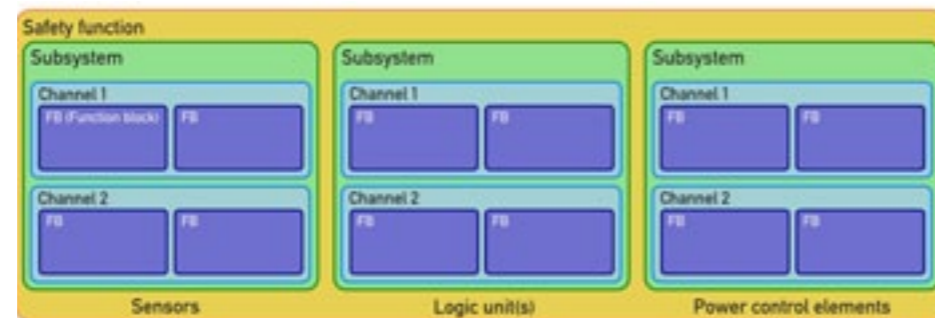 Safety function
Subsystem
Channel 1
FB (Function block)
FB
Channel 2
FB
FB
Sensors
Subsystem
Channel 1
FB
FB
Channel 2
FB
FB
Logic unit(s)
Subsystem
Channel 1
FB
FB
Channel 2
FB
FB
Power control elements